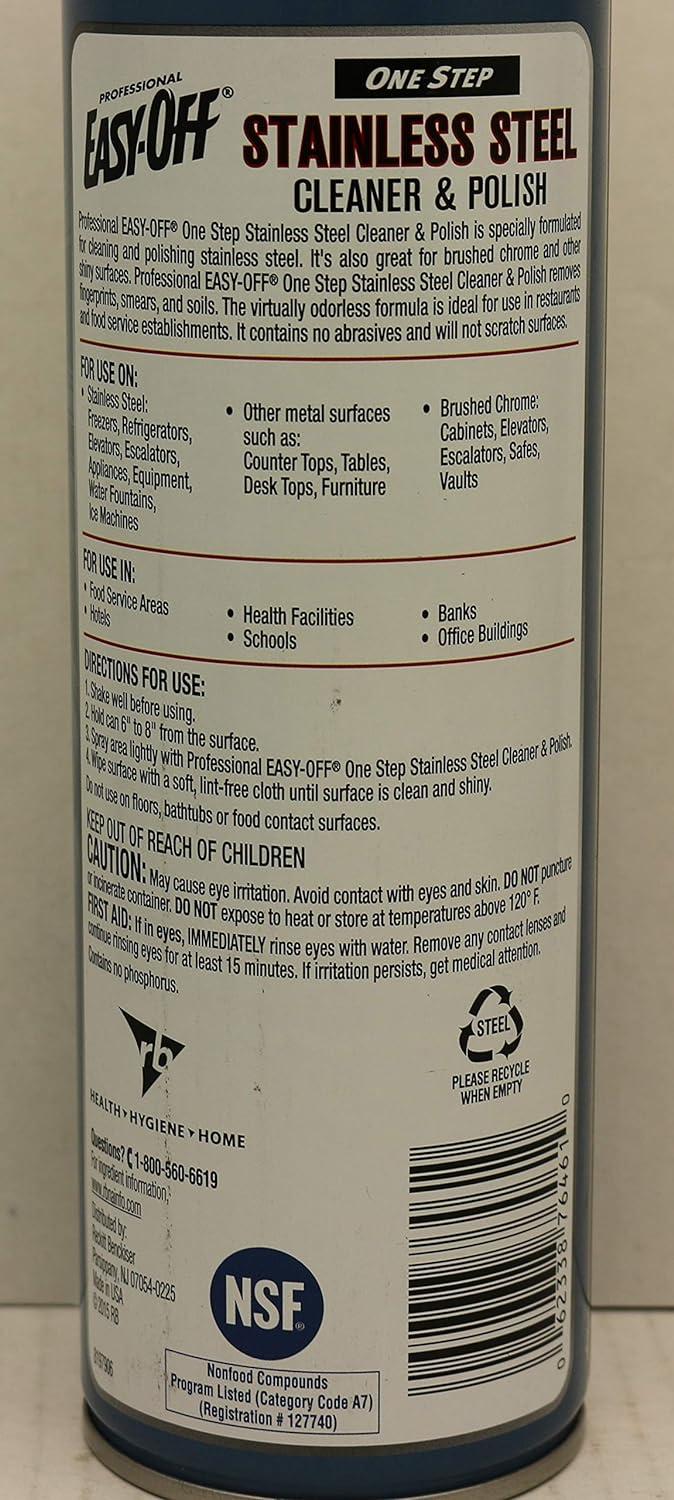 PROFESSIONAL
EASY-OFF®
ONE STEP
STAINLESS STEEL
CLEANER & POLISH
Professional EASY-OFF® One Step Stainless Steel Cleaner & Polish is specially formulated
for cleaning and polishing stainless steel. It's also great for brushed chrome and other
shiny surfaces. Professional EASY-OFF® One Step Stainless Steel Cleaner & Polish removes
fingerprints, smears, and soils. The virtually odorless formula is ideal for use in restaurants
and food service establishments. It contains no abrasives and will not scratch surfaces.
FOR USE ON:
• Stainless Steel:
Freezers, Refrigerators,
Elevators, Escalators,
Appliances, Equipment,
Water Fountains,
Ice Machines
• Other metal surfaces
such as:
Counter Tops, Tables,
Desk Tops, Furniture
• Brushed Chrome:
Cabinets, Elevators,
Escalators, Safes,
Vaults
FOR USE IN:
• Food Service Areas
• Hotels
• Health Facilities
• Schools
• Banks
• Office Buildings
DIRECTIONS FOR USE:
1. Shake well before using.
2. Hold can 6" to 8" from the surface.
3. Spray area lightly with Professional EASY-OFF® One Step Stainless Steel Cleaner & Polish.
4. Wipe surface with a soft, lint-free cloth until surface is clean and shiny.
Do not use on floors, bathtubs or food contact surfaces.
KEEP OUT OF REACH OF CHILDREN
CAUTION: May cause eye irritation. Avoid contact with eyes and skin. DO NOT puncture
or incinerate container. DO NOT expose to heat or store at temperatures above 120° F.
FIRST AID: If in eyes, IMMEDIATELY rinse eyes with water. Remove any contact lenses and
continue rinsing eyes for at least 15 minutes. If irritation persists, get medical attention.
Contains no phosphorus.
rb
HEALTH HYGIENE HOME
STEEL
PLEASE RECYCLE
WHEN EMPTY
Questions? 1-800-560-6619
For ingredient information,
www.rbnainfo.com
Distributed by:
Reckitt Benckiser
Parsippany, NJ 07054-0225
Made in USA
© 2015 RB
8197906
NSF®
Nonfood Compounds
Program Listed (Category Code A7)
(Registration # 127740)
0 62338 76461 0